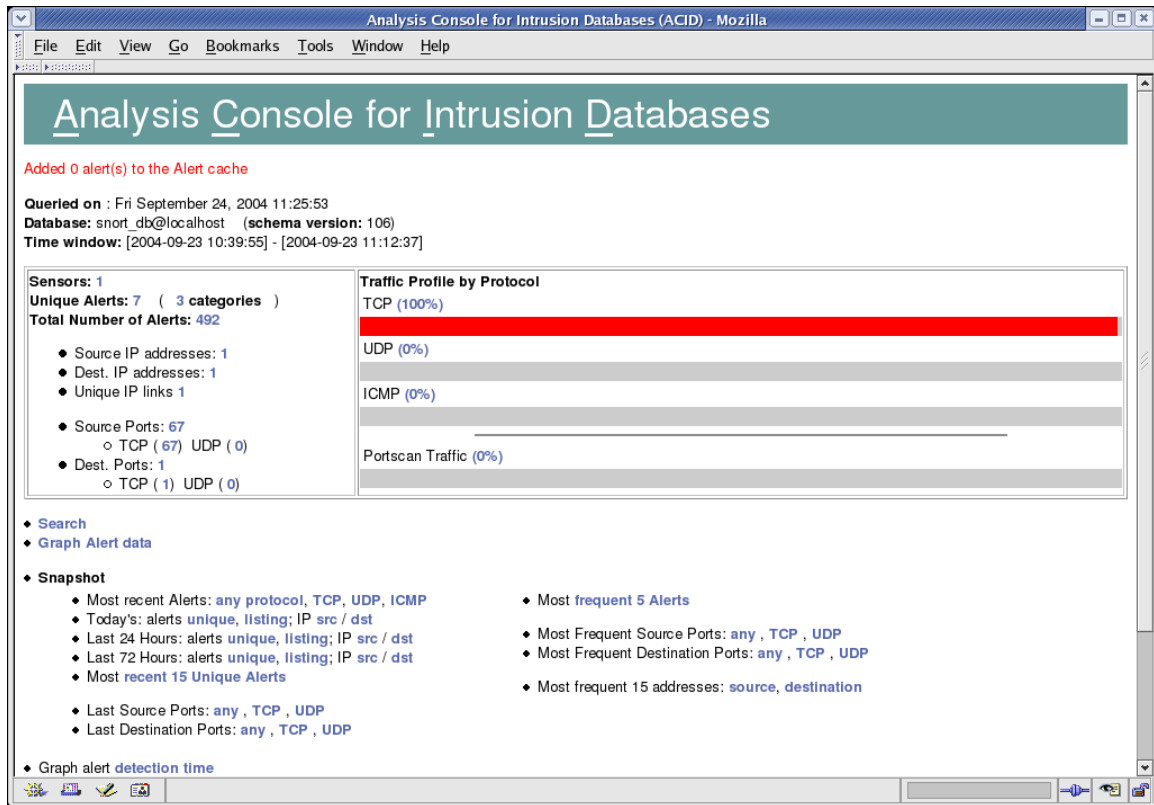 Analysis Console for Intrusion Databases (ACID) - Mozilla
File Edit View Go Bookmarks Tools Window Help
Analysis Console for Intrusion Databases
Added 0 alert(s) to the Alert cache
Queried on : Fri September 24, 2004 11:25:53
Database: snort_db@localhost (schema version: 106)
Time window: [2004-09-23 10:39:55] - [2004-09-23 11:12:37]
Sensors: 1
Unique Alerts: 7 ( 3 categories )
Total Number of Alerts: 492
Source IP addresses: 1
Dest. IP addresses: 1
Unique IP links 1
Source Ports: 67
TCP ( 67) UDP ( 0)
Dest. Ports: 1
TCP ( 1) UDP ( 0)
Traffic Profile by Protocol
TCP (100%)
UDP (0%)
ICMP (0%)
Portscan Traffic (0%)
Search
Graph Alert data
Snapshot
Most recent Alerts: any protocol, TCP, UDP, ICMP
Today's: alerts unique, listing; IP src / dst
Last 24 Hours: alerts unique, listing; IP src / dst
Last 72 Hours: alerts unique, listing; IP src / dst
Most recent 15 Unique Alerts
Last Source Ports: any , TCP , UDP
Last Destination Ports: any , TCP , UDP
Most frequent 5 Alerts
Most Frequent Source Ports: any , TCP , UDP
Most Frequent Destination Ports: any , TCP , UDP
Most frequent 15 addresses: source, destination
Graph alert detection time